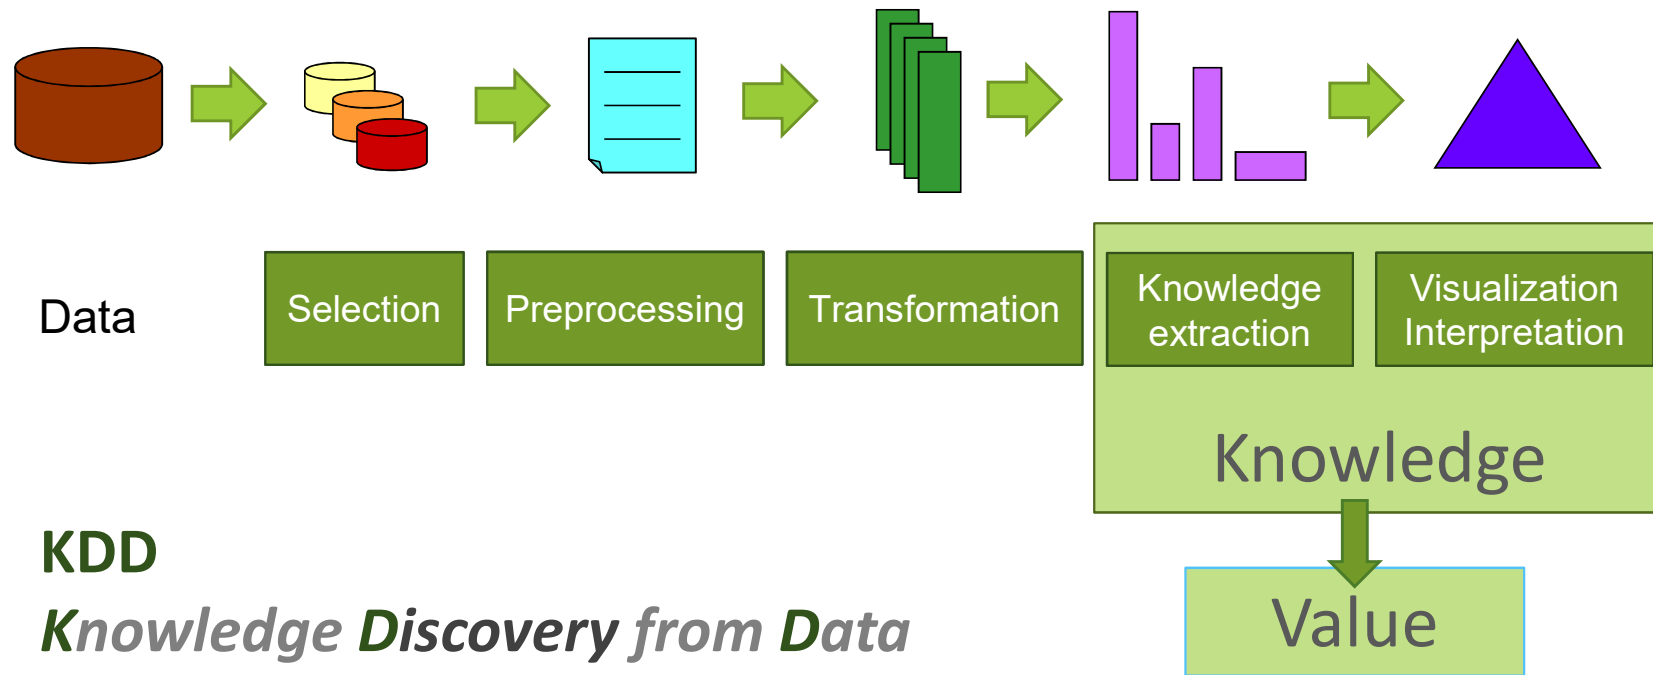 Data
Selection
Preprocessing
Transformation
Knowledge
extraction
Visualization
Interpretation
Knowledge
Value
KDD
Knowledge Discovery from Data